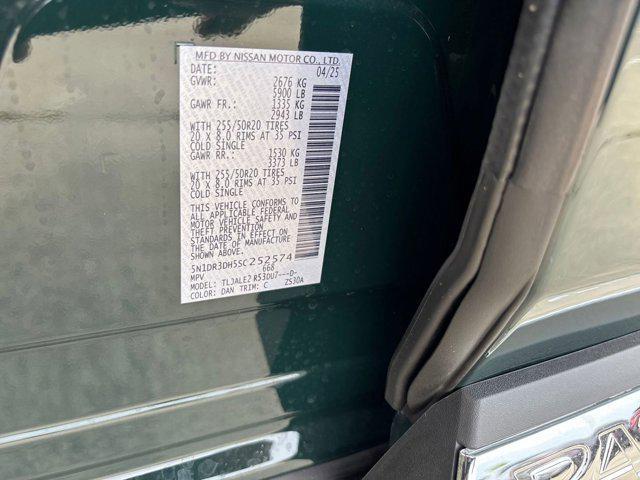 MFD BY NISSAN MOTOR CO., LTD.
DATE: 04/25
GVWR: 2676 KG
5900 LB
GAWR FR: 1335 KG
2943 LB
WITH 255/50R20 TIRES
20 X 8.0 RIMS AT 35 PSI
COLD SINGLE
GAWR RR: 1530 KG
3373 LB
WITH 255/50R20 TIRES
20 X 8.0 RIMS AT 35 PSI
COLD SINGLE
THIS VEHICLE CONFORMS TO
ALL APPLICABLE FEDERAL
MOTOR VEHICLE SAFETY AND
THEFT PREVENTION
STANDARDS IN EFFECT ON
THE DATE OF MANUFACTURE
SHOWN ABOVE.
5N1DR3DH5SC252574
MPV 668
MODEL: TLJALE2 R53DU7---D-
COLOR: DAN TRIM: C ZS30A
PA